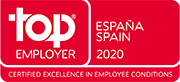 top
EMPLOYER
ESPAÑA
SPAIN
2020
CERTIFIED EXCELLENCE IN EMPLOYEE CONDITIONS